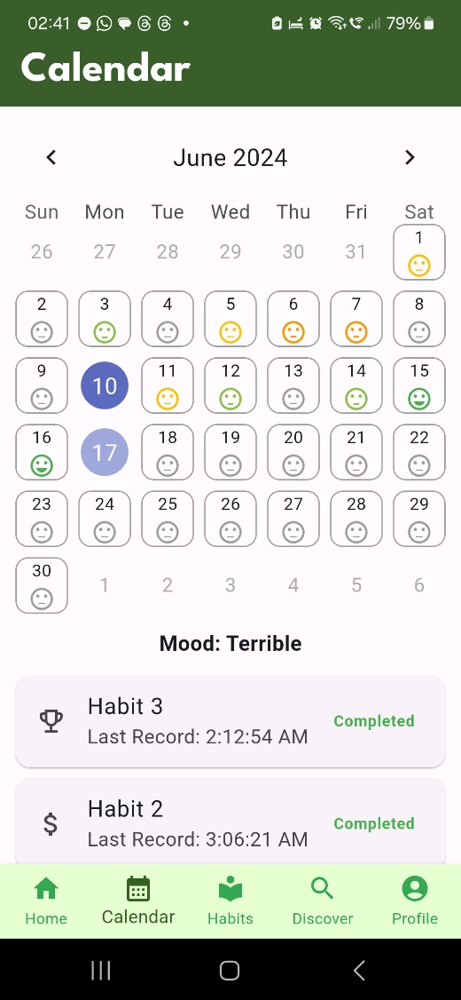 02:41 79%
Calendar
June 2024
Sun Mon Tue Wed Thu Fri Sat
26 27 28 29 30 31 1
2 3 4 5 6 7 8
9 10 11 12 13 14 15
16 17 18 19 20 21 22
23 24 25 26 27 28 29
30 1 2 3 4 5 6
Mood: Terrible
Habit 3
Last Record: 2:12:54 AM
Completed
Habit 2
Last Record: 3:06:21 AM
Completed
Home Calendar Habits Discover Profile